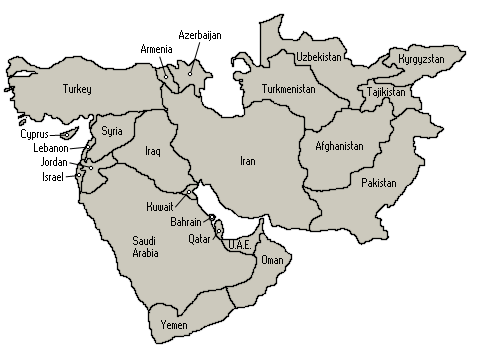 Azerbaijan
Armenia
Uzbekistan
Kyrgyzstan
Turkey
Turkmenistan
Tajikistan
Cyprus
Syria
Lebanon
Iraq
Iran
Afghanistan
Jordan
Israel
Pakistan
Kuwait
Bahrain
Qatar
Saudi
Arabia
U.A.E.
Oman
Yemen